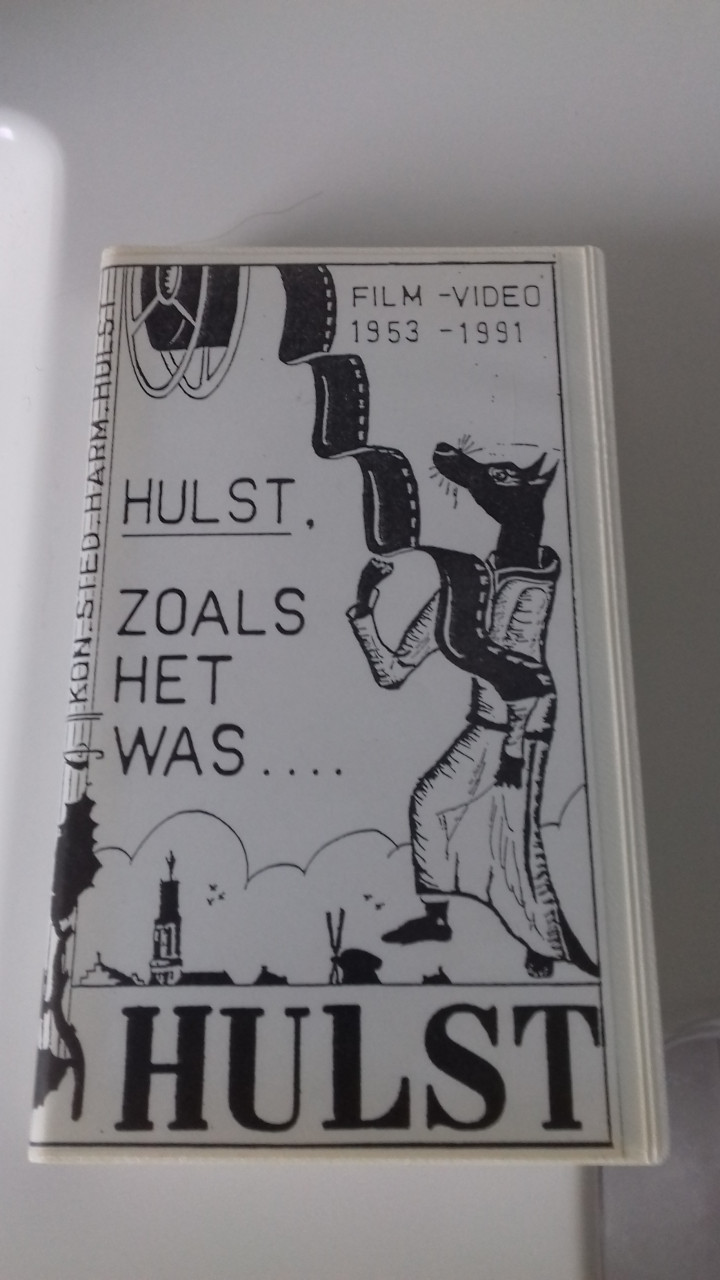 FILM - VIDEO
1953 - 1991
HULST,
ZOALS
HET
WAS....
HULST
KON. STED. HARM. HULST